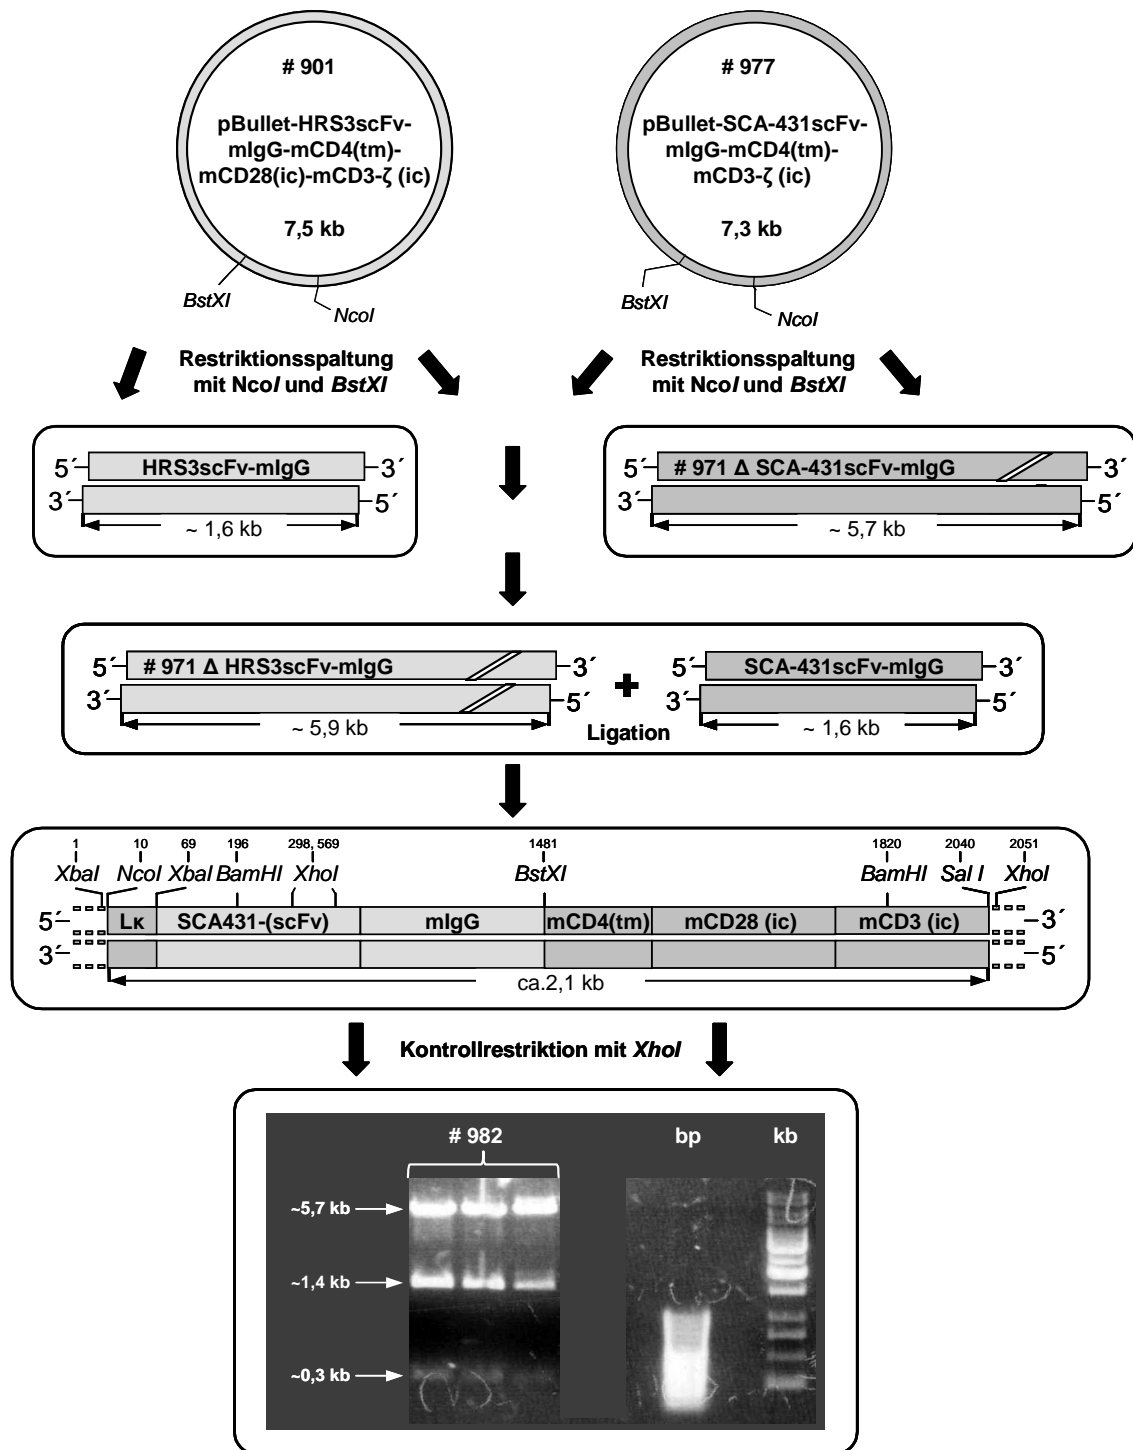 # 901
pBullet-HRS3scFv-
mIgG-mCD4(tm)-
mCD28(ic)-mCD3-ζ (ic)
7,5 kb
BstXI
NcoI
# 977
pBullet-SCA-431scFv-
mIgG-mCD4(tm)-
mCD3-ζ (ic)
7,3 kb
BstXI
NcoI
Restriktionsspaltung
mit NcoI und BstXI
Restriktionsspaltung
mit NcoI und BstXI
5´ HRS3scFv-mIgG 3´
3´ 5´
~ 1,6 kb
5´ # 971 Δ SCA-431scFv-mIgG 3´
3´ 5´
~ 5,7 kb
5´ # 971 Δ HRS3scFv-mIgG 3´
3´ 5´
~ 5,9 kb
+
Ligation
5´ SCA-431scFv-mIgG 3´
3´ 5´
~ 1,6 kb
1 10 69 196 298, 569 1481 1820 2040 2051
XbaI NcoI XbaI BamHI XhoI BstXI BamHI Sal I XhoI
5´ Lκ SCA431-(scFv) mIgG mCD4(tm) mCD28 (ic) mCD3 (ic) 3´
3´ 5´
ca.2,1 kb
Kontrollrestriktion mit XhoI
# 982 bp kb
~5,7 kb
~1,4 kb
~0,3 kb